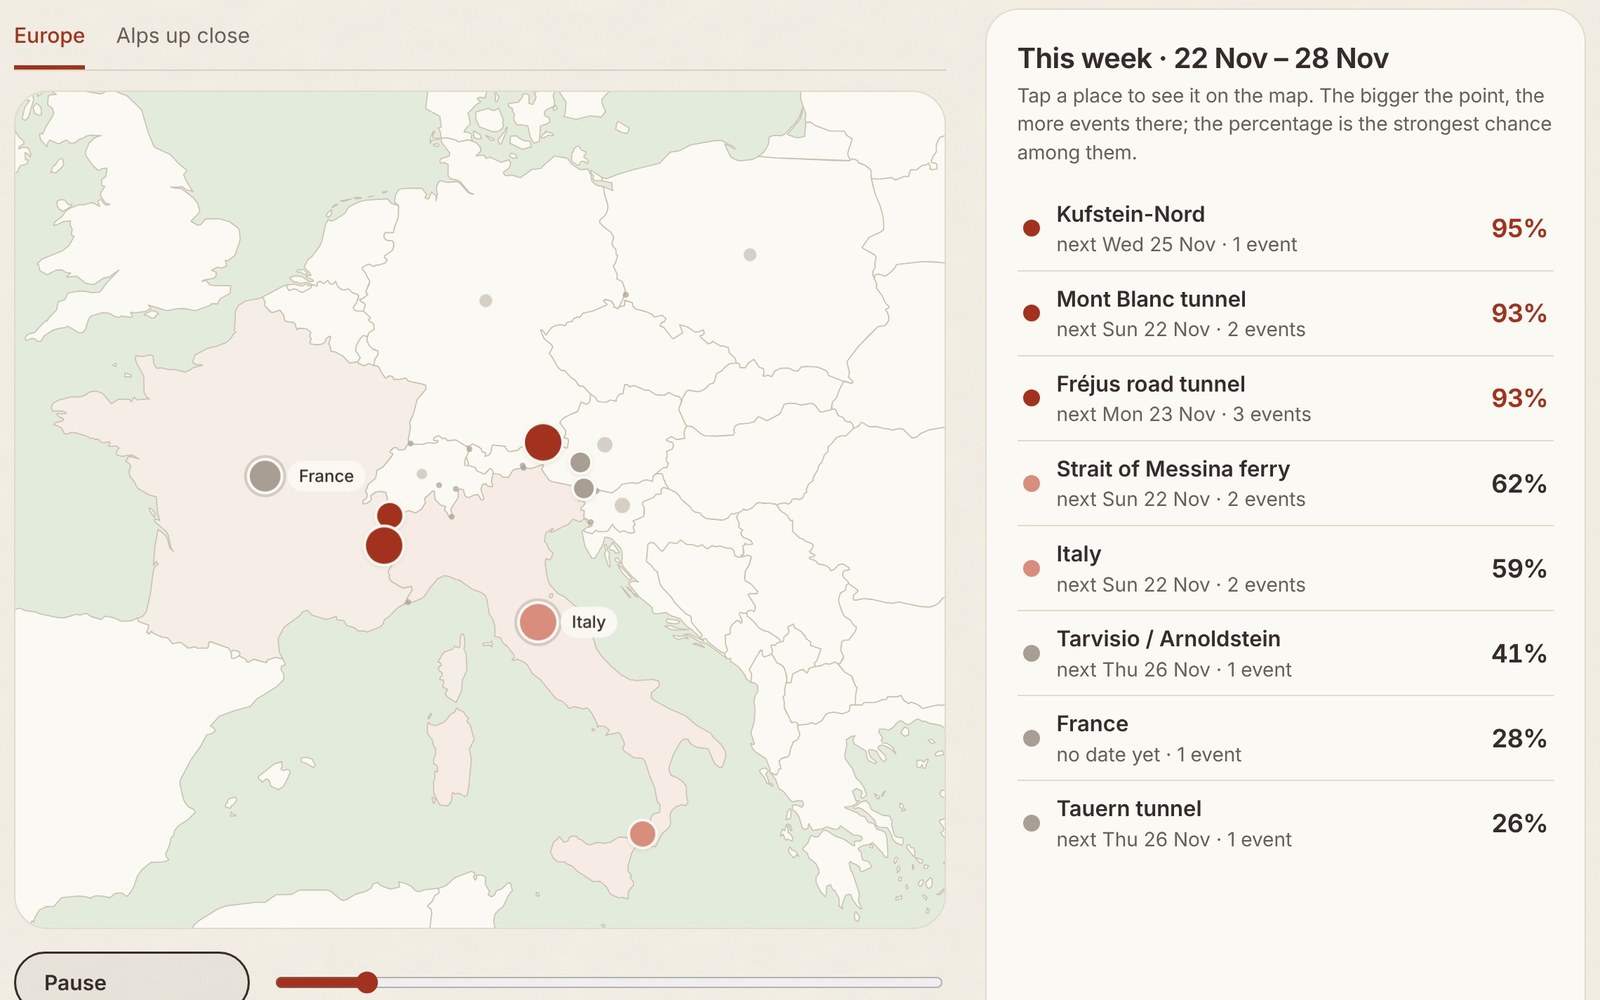 Europe
Alps up close
France
Italy
Pause
This week · 22 Nov – 28 Nov
Tap a place to see it on the map. The bigger the point, the
more events there; the percentage is the strongest chance
among them.
Kufstein-Nord
next Wed 25 Nov · 1 event
95%
Mont Blanc tunnel
next Sun 22 Nov · 2 events
93%
Fréjus road tunnel
next Mon 23 Nov · 3 events
93%
Strait of Messina ferry
next Sun 22 Nov · 2 events
62%
Italy
next Sun 22 Nov · 2 events
59%
Tarvisio / Arnoldstein
next Thu 26 Nov · 1 event
41%
France
no date yet · 1 event
28%
Tauern tunnel
next Thu 26 Nov · 1 event
26%